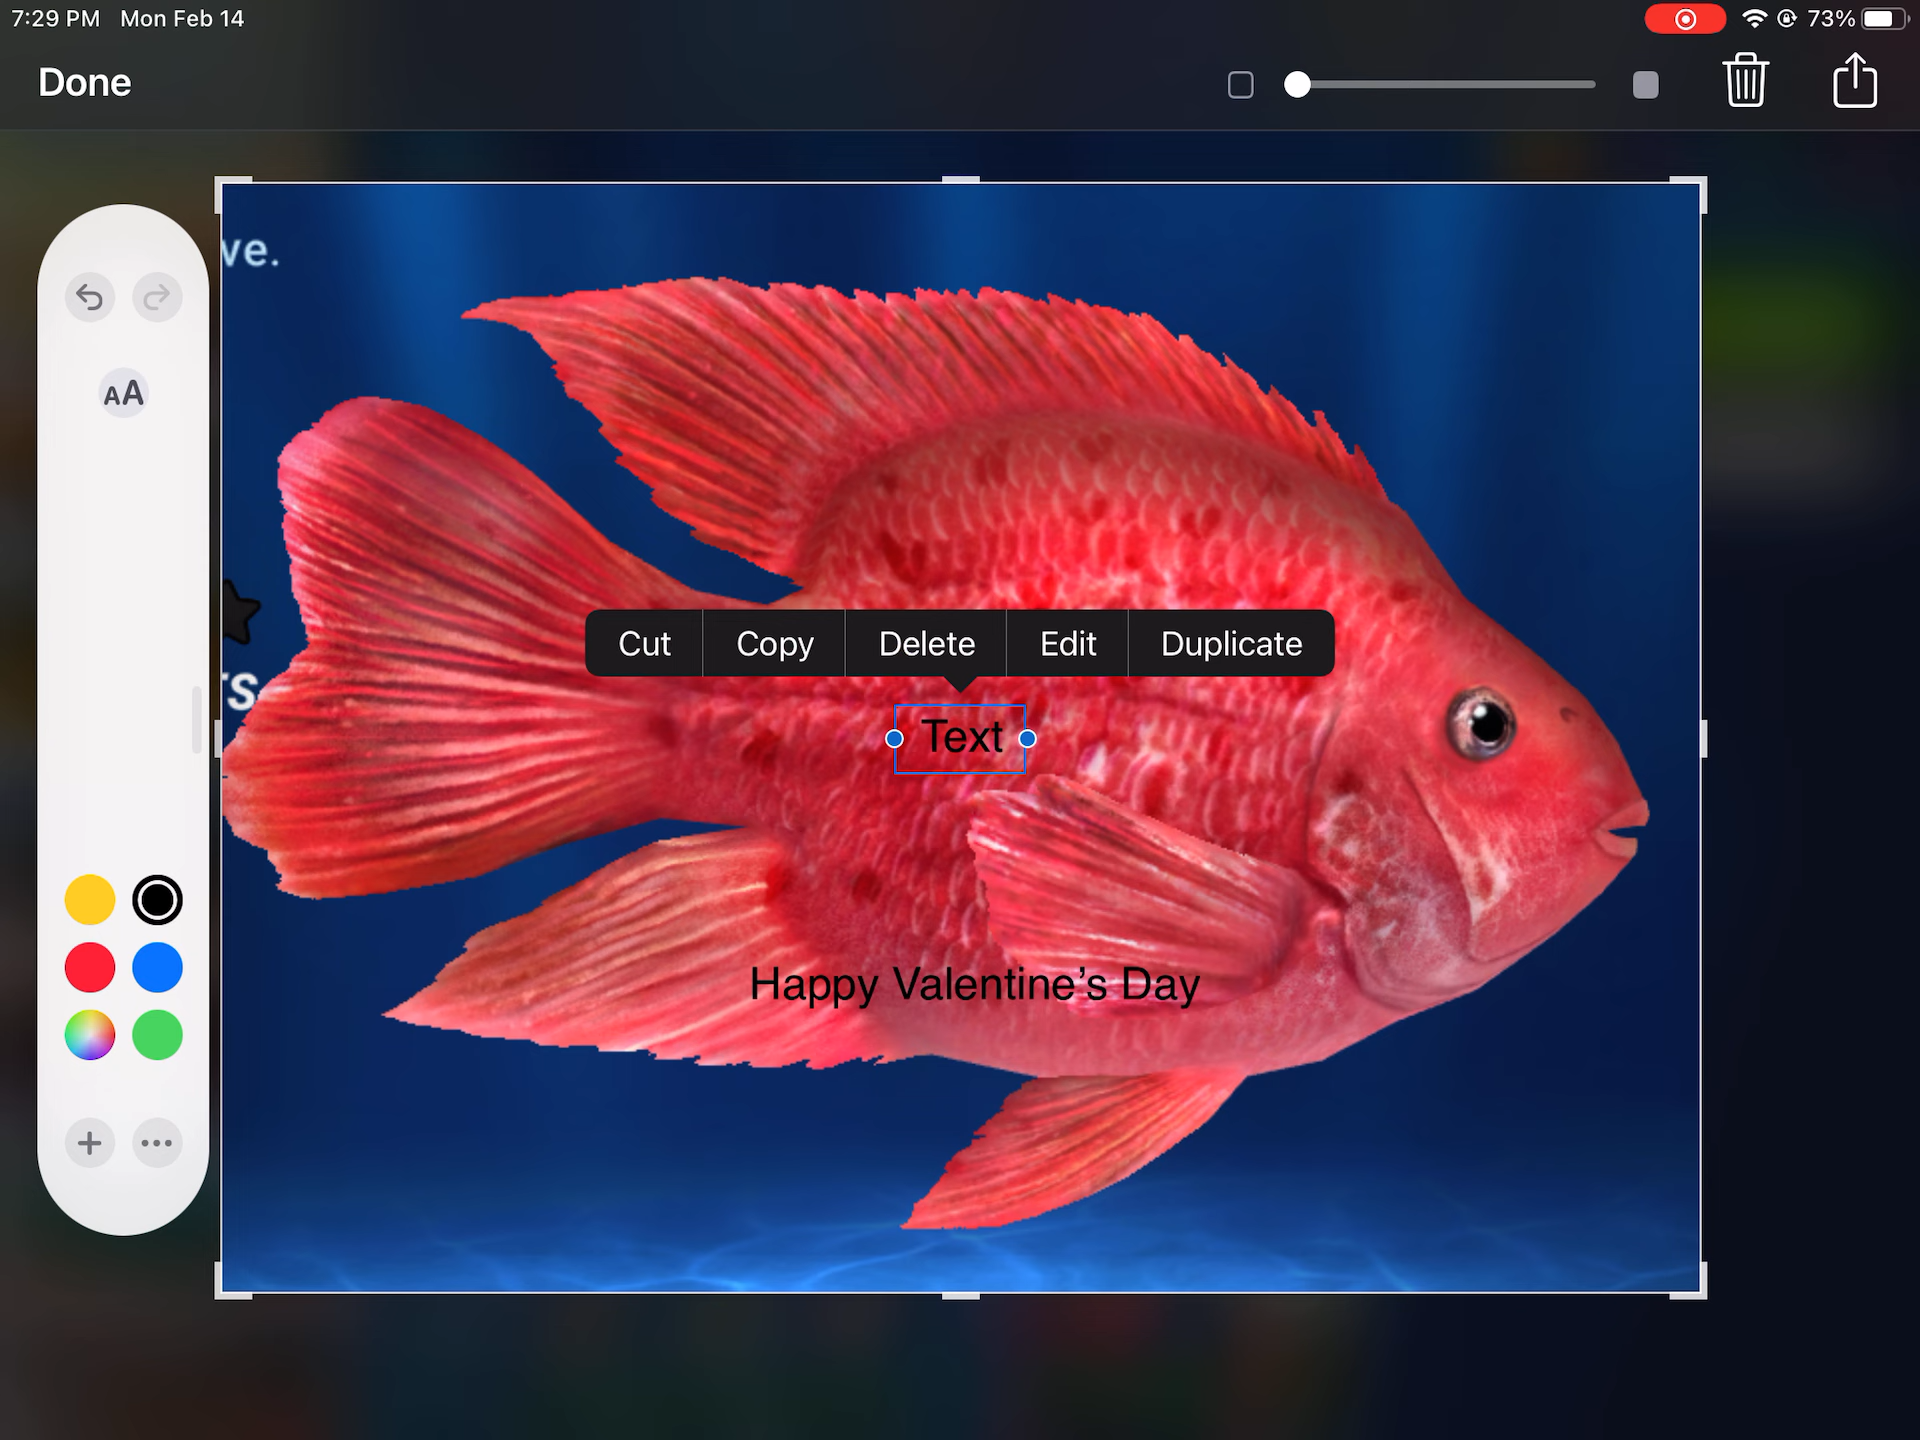 7:29 PM Mon Feb 14
73%
Done
ve.
AA
Cut Copy Delete Edit Duplicate
rs
Text
Happy Valentine’s Day